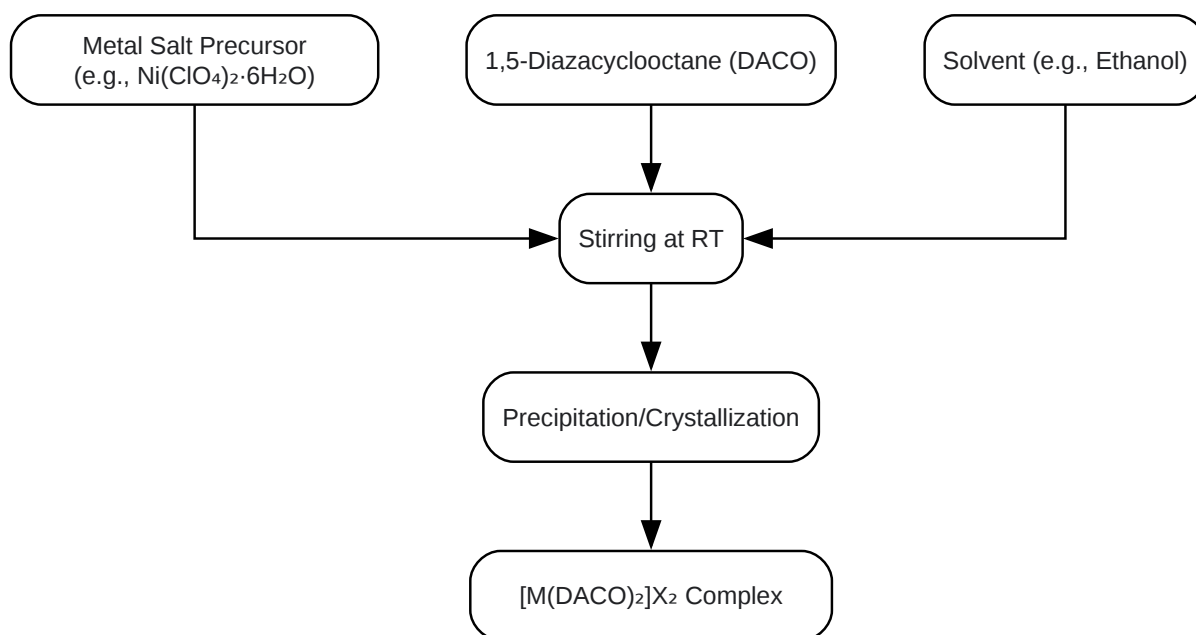 Metal Salt Precursor
(e.g., Ni(ClO₄)₂·6H₂O)
1,5-Diazacyclooctane (DACO)
Solvent (e.g., Ethanol)
Stirring at RT
Precipitation/Crystallization
[M(DACO)₂]X₂ Complex